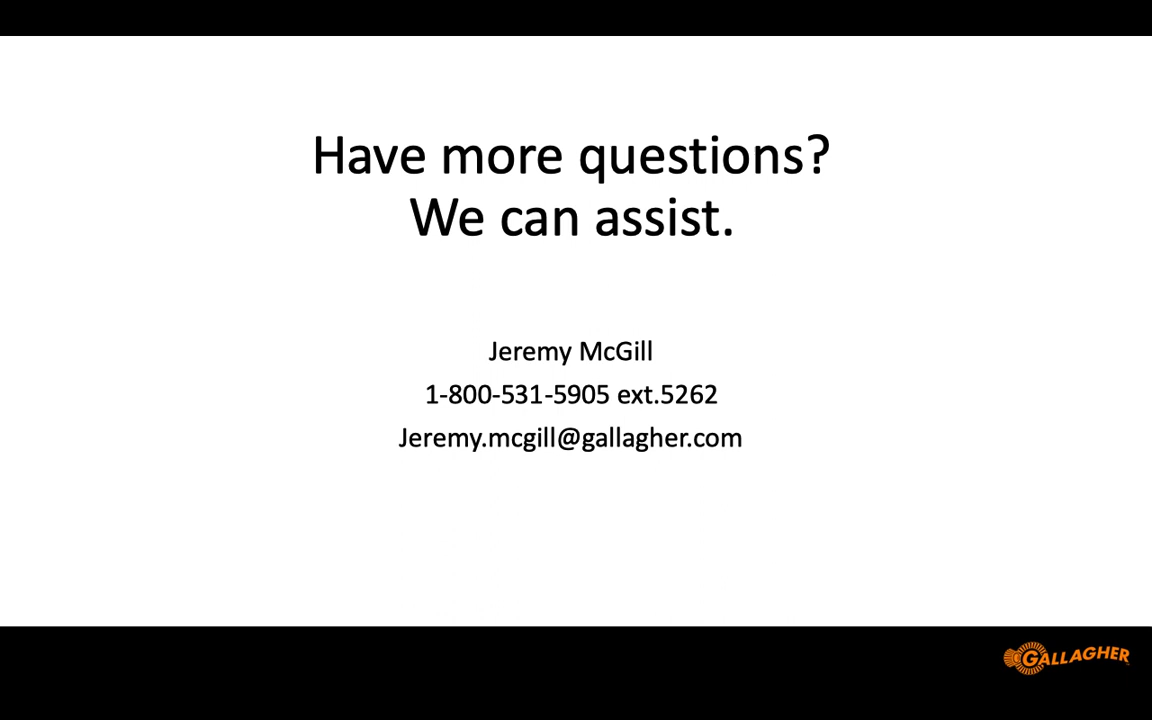 Have more questions?
We can assist.
Jeremy McGill
1-800-531-5905 ext.5262
Jeremy.mcgill@gallagher.com
GALLAGHER